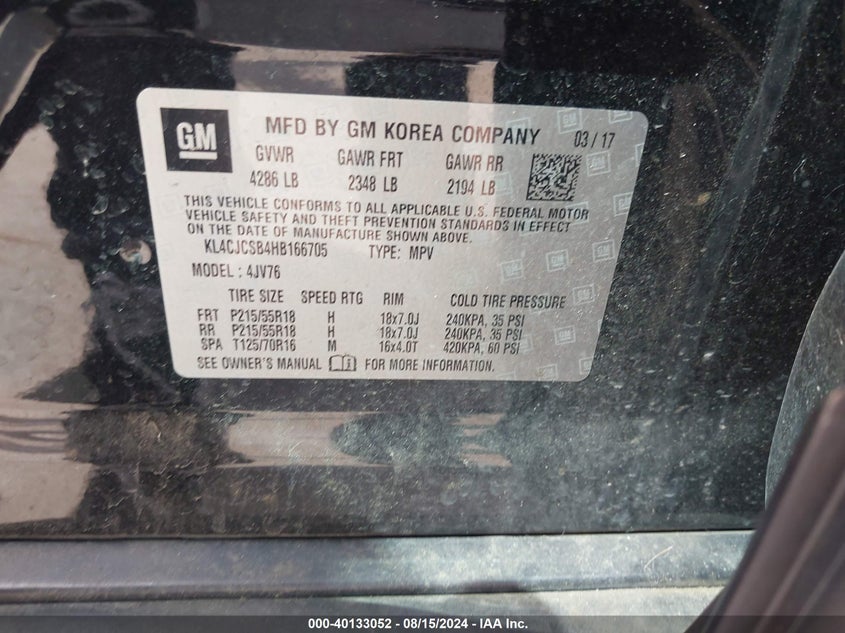 GM
MFD BY GM KOREA COMPANY 03/17
GVWR GAWR FRT GAWR RR
4286 LB 2348 LB 2194 LB
THIS VEHICLE CONFORMS TO ALL APPLICABLE U.S. FEDERAL MOTOR
VEHICLE SAFETY AND THEFT PREVENTION STANDARDS IN EFFECT
ON THE DATE OF MANUFACTURE SHOWN ABOVE.
KL4CJCSB4HB166705 TYPE: MPV
MODEL : 4JV76
TIRE SIZE SPEED RTG RIM COLD TIRE PRESSURE
FRT P215/55R18 H 18x7.0J 240KPA, 35 PSI
RR P215/55R18 H 18x7.0J 240KPA, 35 PSI
SPA T125/70R16 M 16x4.0T 420KPA, 60 PSI
SEE OWNER'S MANUAL FOR MORE INFORMATION.
000-40133052 - 08/15/2024 - IAA Inc.